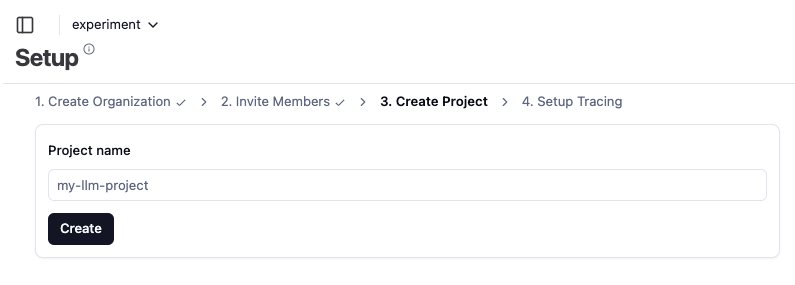 experiment
Setup
1. Create Organization ✓ > 2. Invite Members ✓ > 3. Create Project > 4. Setup Tracing
Project name
my-llm-project
Create